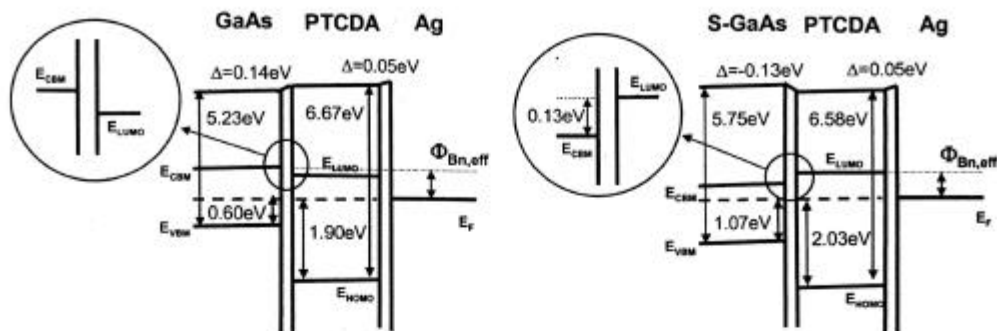 GaAs PTCDA Ag
Δ=0.14eV Δ=0.05eV
E_CBM
E_LUMO
5.23eV 6.67eV
E_CBM E_LUMO Φ_Bn,eff
0.60eV
E_VBM E_F
1.90eV
E_HOMO
S-GaAs PTCDA Ag
Δ=-0.13eV Δ=0.05eV
E_LUMO
0.13eV
E_CBM
5.75eV 6.58eV
E_LUMO Φ_Bn,eff
E_CBM
1.07eV E_F
E_VBM 2.03eV
E_HOMO